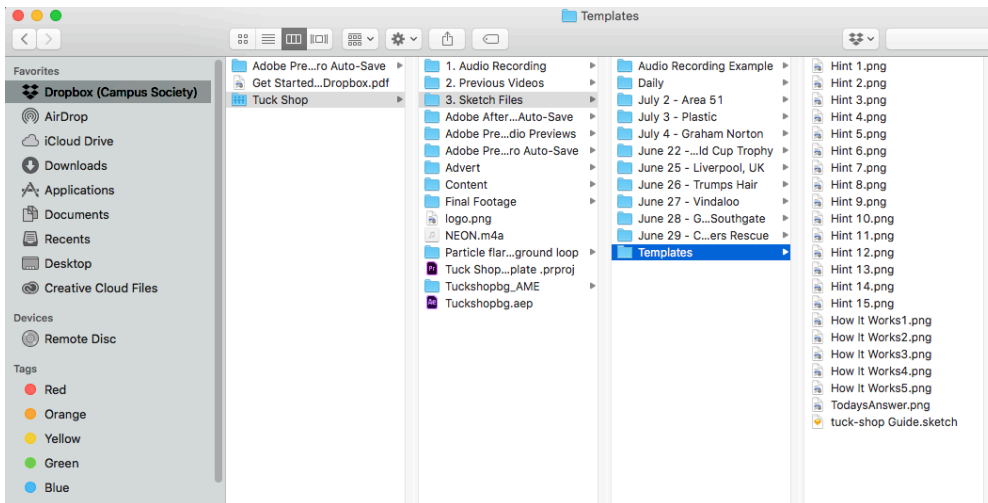 Templates
Favorites
Dropbox (Campus Society)
AirDrop
iCloud Drive
Downloads
Applications
Documents
Recents
Desktop
Creative Cloud Files
Devices
Remote Disc
Tags
Red
Orange
Yellow
Green
Blue
Adobe Pre...ro Auto-Save
Get Started...Dropbox.pdf
Tuck Shop
1. Audio Recording
2. Previous Videos
3. Sketch Files
Adobe After...Auto-Save
Adobe Pre...dio Previews
Adobe Pre...ro Auto-Save
Advert
Content
Final Footage
logo.png
NEON.m4a
Particle flar...ground loop
Pr Tuck Shop...plate .prproj
Tuckshopbg_AME
Ae Tuckshopbg.aep
Audio Recording Example
Daily
July 2 - Area 51
July 3 - Plastic
July 4 - Graham Norton
June 22 -...ld Cup Trophy
June 25 - Liverpool, UK
June 26 - Trumps Hair
June 27 - Vindaloo
June 28 - G...Southgate
June 29 - C...ers Rescue
Templates
Hint 1.png
Hint 2.png
Hint 3.png
Hint 4.png
Hint 5.png
Hint 6.png
Hint 7.png
Hint 8.png
Hint 9.png
Hint 10.png
Hint 11.png
Hint 12.png
Hint 13.png
Hint 14.png
Hint 15.png
How It Works1.png
How It Works2.png
How It Works3.png
How It Works4.png
How It Works5.png
TodaysAnswer.png
tuck-shop Guide.sketch